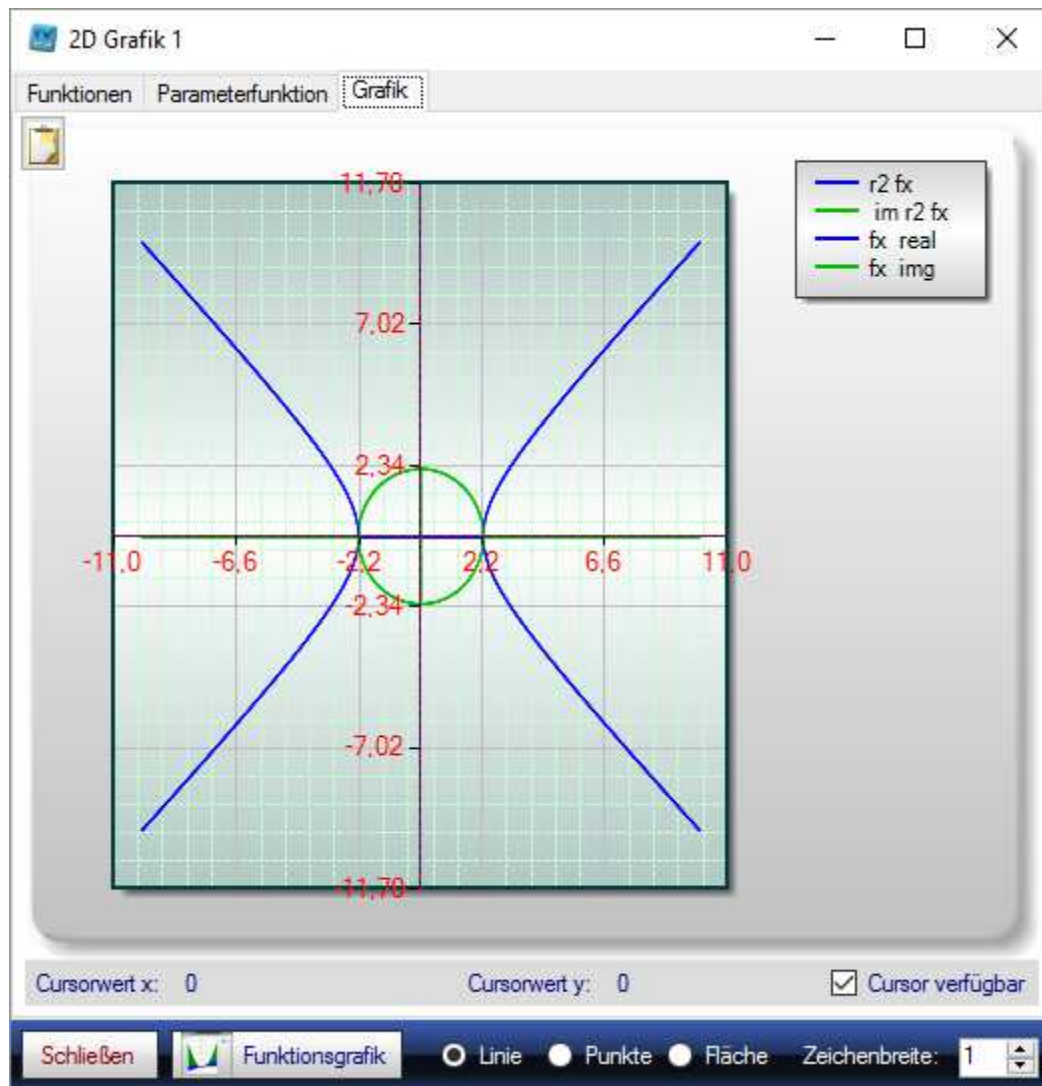 2D Grafik 1
Funktionen Parameterfunktion Grafik
r2 fx
im r2 fx
fx real
fx img
11,70
7,02
2,34
-11,0 -6,6 -2,2 2,2 6,6 11,0
-2,34
-7,02
-11,70
Cursorwert x: 0 Cursorwert y: 0 Cursor verfügbar
Schließen Funktionsgrafik Linie Punkte Fläche Zeichenbreite: 1